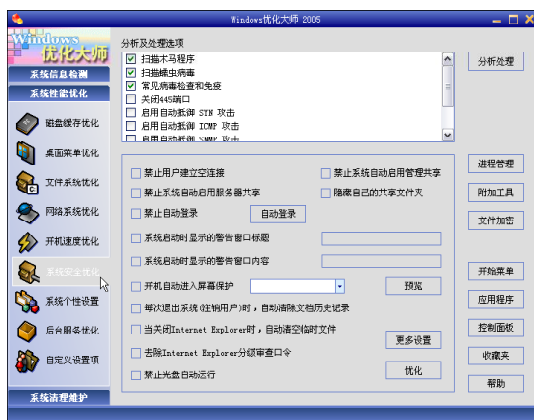 Windows优化大师 2005
Windows
优化大师
系统信息检测
系统性能优化
磁盘缓存优化
桌面菜单优化
文件系统优化
网络系统优化
开机速度优化
系统安全优化
系统个性设置
后台服务优化
自定义设置项
系统清理维护
分析及处理选项
扫描木马程序
扫描蠕虫病毒
常见病毒检查和免疫
关闭445端口
启用自动抵御 SYN 攻击
启用自动抵御 ICMP 攻击
启用自动抵御 SNMP 攻击
分析处理
禁止用户建立空连接
禁止系统自动启用管理共享
禁止系统自动启用服务器共享
隐藏自己的共享文件夹
禁止自动登录
自动登录
系统启动时显示的警告窗口标题
系统启动时显示的警告窗口内容
开机自动进入屏幕保护
预览
每次退出系统(注销用户)时，自动清除文档历史记录
当关闭Internet Explorer时，自动清空临时文件
更多设置
去除Internet Explorer分级审查口令
禁止光盘自动运行
优化
进程管理
附加工具
文件加密
开始菜单
应用程序
控制面板
收藏夹
帮助